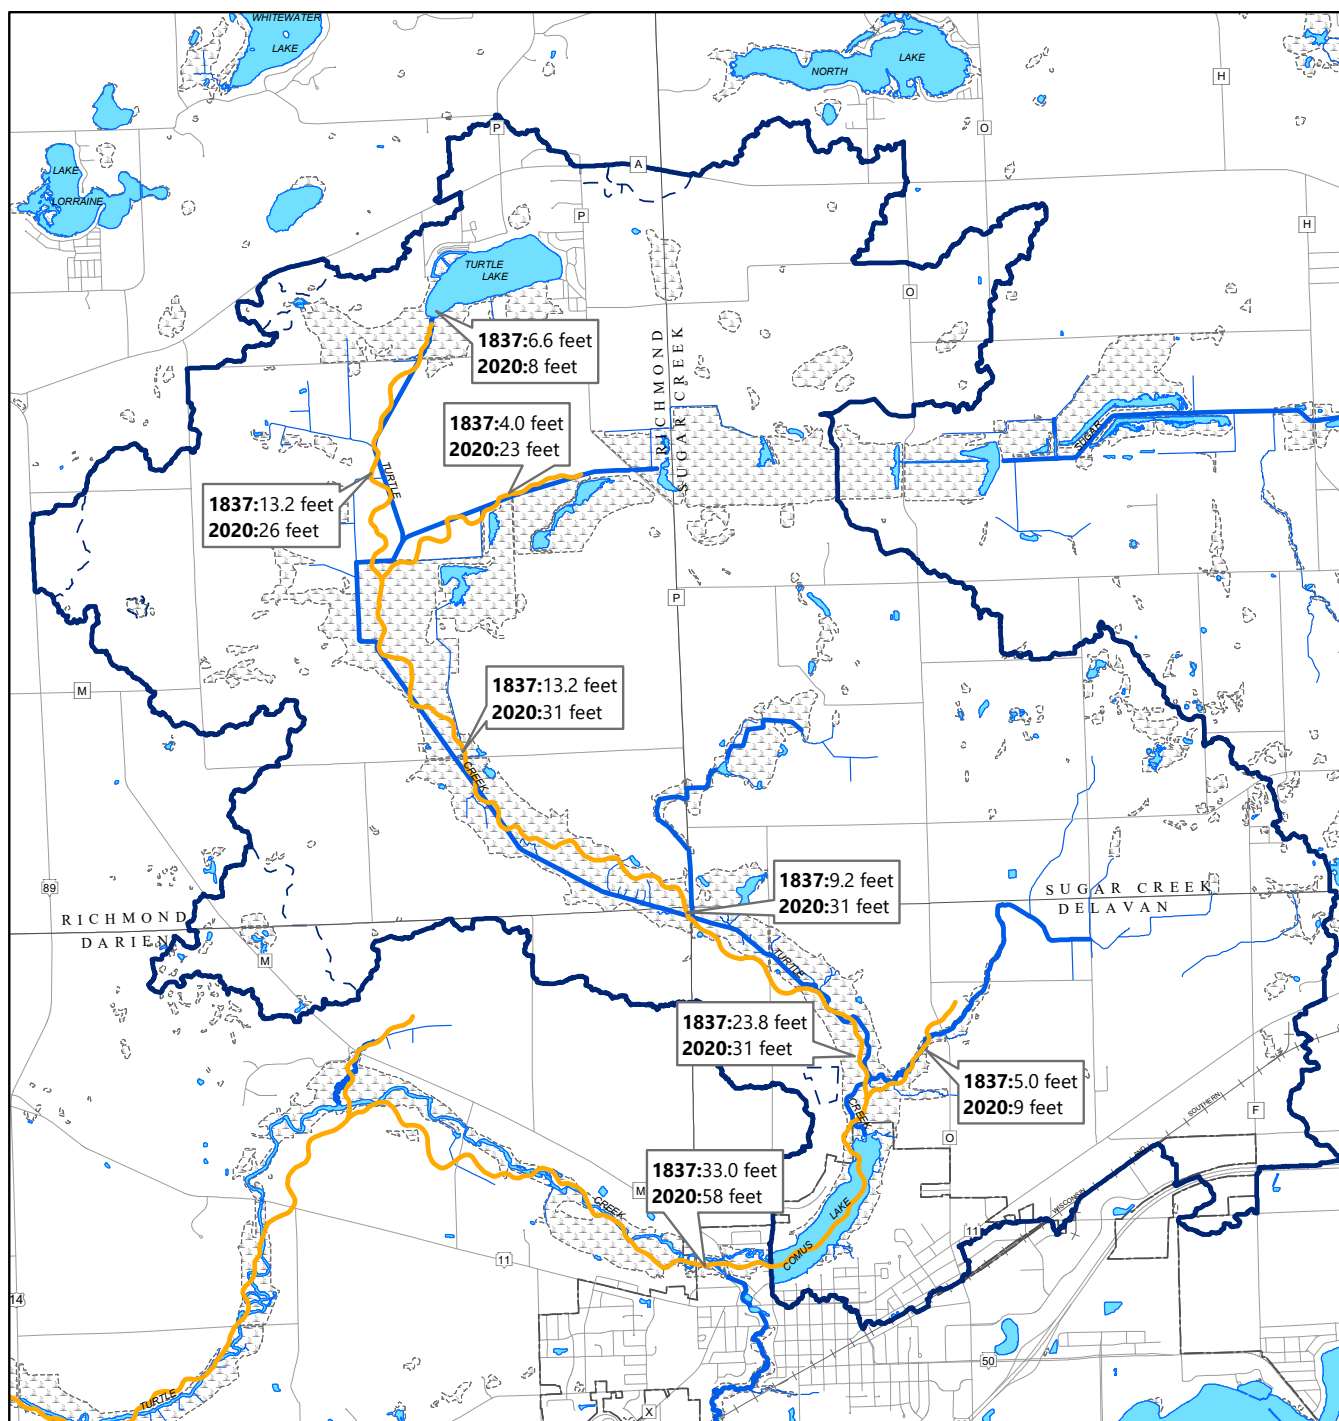 WHITEWATER
LAKE
NORTH
LAKE
H
P
O
A
LAKE
LORRAINE
P
H
TURTLE
LAKE
O
1837:6.6 feet
2020:8 feet
RICHMOND
SUGAR CREEK
1837:4.0 feet
2020:23 feet
SUGAR
TURTLE
1837:13.2 feet
2020:26 feet
P
M
1837:13.2 feet
2020:31 feet
CREEK
89
1837:9.2 feet
2020:31 feet
SUGAR CREEK
DELAVAN
RICHMOND
DARIEN
M
TURTLE
1837:23.8 feet
2020:31 feet
1837:5.0 feet
2020:9 feet
CREEK
SOUTHERN
F
O
AND
1837:33.0 feet
2020:58 feet
M
WISCONSIN
CREEK
LAKE
COMUS
11
11
14
50
TURTLE
X